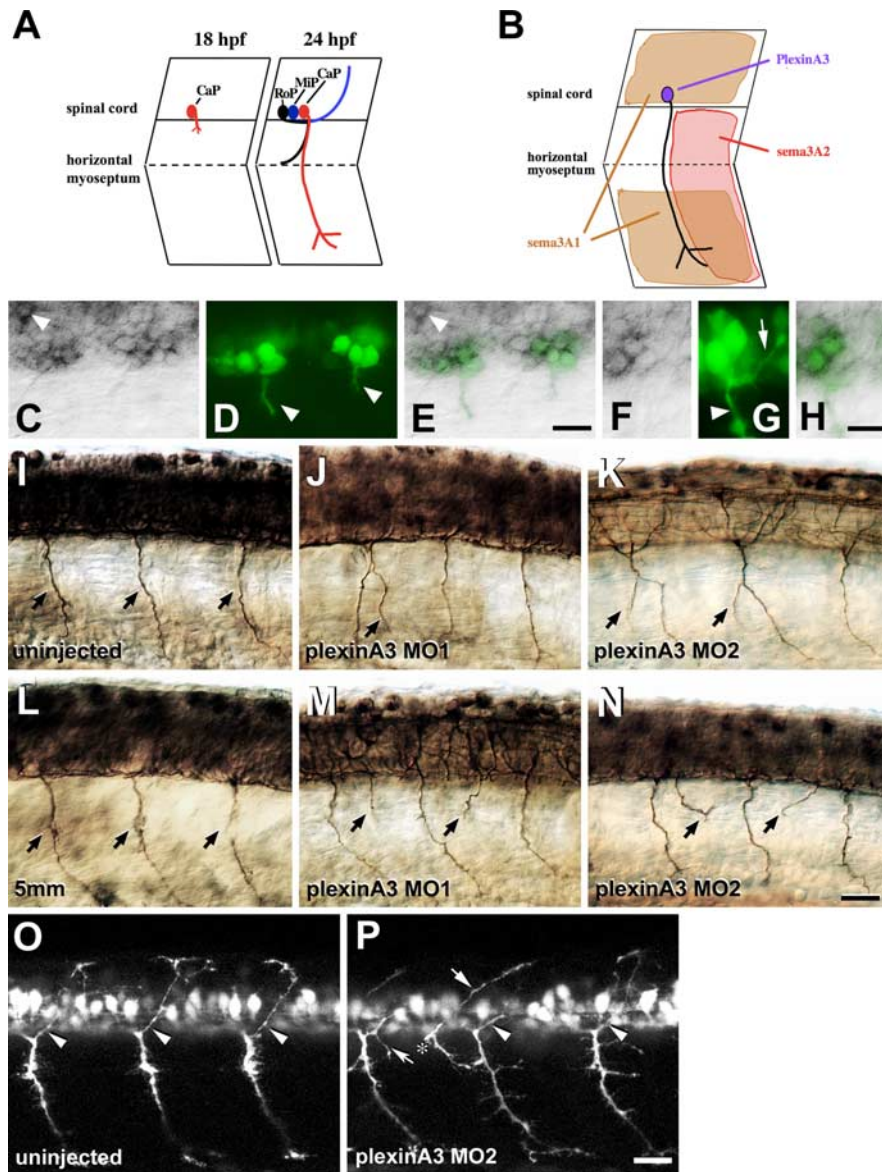 A
B
18 hpf
24 hpf
CaP
RoP
MiP
CaP
spinal cord
horizontal
myoseptum
PlexinA3
spinal cord
sema3A2
horizontal
myoseptum
sema3A1
C
D
E
F
G
H
I
uninjected
J
plexinA3 MO1
K
plexinA3 MO2
L
5mm
M
plexinA3 MO1
N
plexinA3 MO2
O
uninjected
P
*
plexinA3 MO2